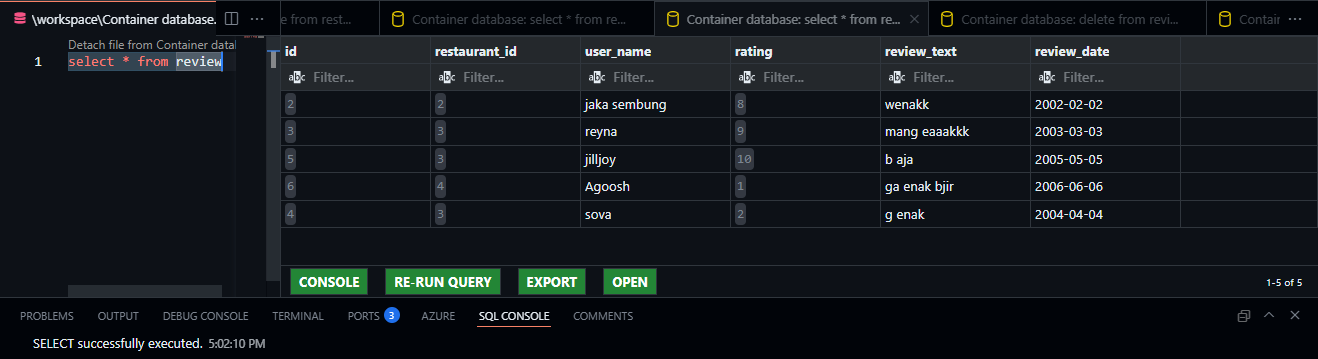 \workspace\Container database.
e from rest...
Container database: select * from re...
Container database: select * from re...
Container database: delete from revi...
Contair
Detach file from Container datal
1 select * from review
id restaurant_id user_name rating review_text review_date
abc Filter... abc Filter... abc Filter... abc Filter... abc Filter... abc Filter...
2 2 jaka sembung 8 wenakk 2002-02-02
3 3 reyna 9 mang eaaakkk 2003-03-03
5 3 jilljoy 10 b aja 2005-05-05
6 4 Agoosh 1 ga enak bjir 2006-06-06
4 3 sova 2 g enak 2004-04-04
CONSOLE RE-RUN QUERY EXPORT OPEN 1-5 of 5
PROBLEMS OUTPUT DEBUG CONSOLE TERMINAL PORTS 3 AZURE SQL CONSOLE COMMENTS
SELECT successfully executed. 5:02:10 PM